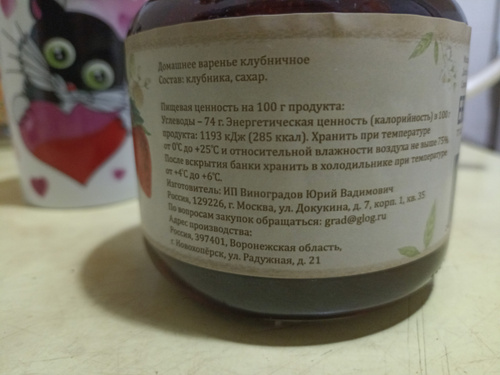 Домашнее варенье клубничное
Состав: клубника, сахар.
Пищевая ценность на 100 г продукта:
Углеводы – 74 г. Энергетическая ценность (калорийность) в 100 г
продукта: 1193 кДж (285 ккал). Хранить при температуре
от 0°С до +25°С и относительной влажности воздуха не выше 75%
После вскрытия банки хранить в холодильнике при температуре
от +4°С до +6°С.
Изготовитель: ИП Виноградов Юрий Вадимович
Россия, 129226, г. Москва, ул. Докукина, д. 7, корп. 1, кв. 35
По вопросам закупок обращаться: grad@glog.ru
Адрес производства:
Россия, 397401, Воронежская область,
г. Новохопёрск, ул. Радужная, д. 21